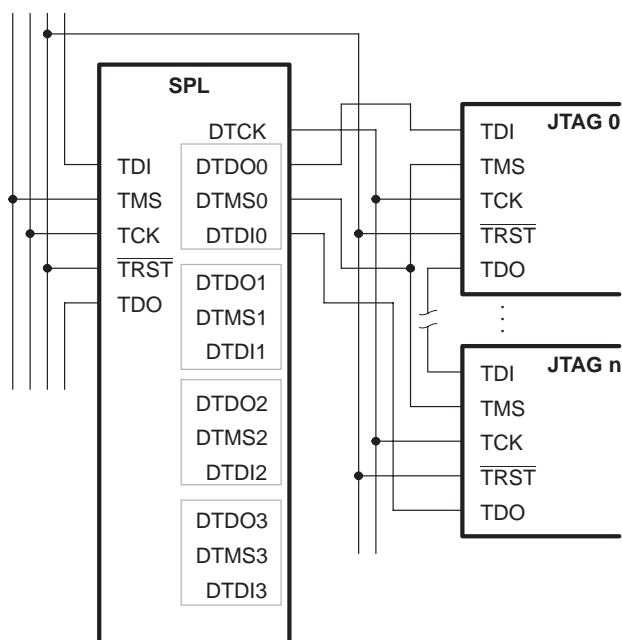 SPL
DTCK
TDI
TMS
TCK
TRST
TDO
DTDO0
DTMS0
DTDI0
DTDO1
DTMS1
DTDI1
DTDO2
DTMS2
DTDI2
DTDO3
DTMS3
DTDI3
JTAG 0
TDI
TMS
TCK
TRST
TDO
JTAG n
TDI
TMS
TCK
TRST
TDO